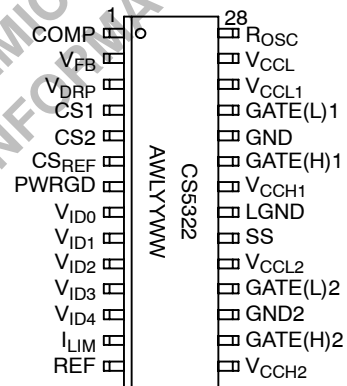 1
28
COMP
VFB
VDRP
CS1
CS2
CSREF
PWRGD
VID0
VID1
VID2
VID3
VID4
ILIM
REF
CS5322
AWLYYWW
ROSC
VCCL
VCCL1
GATE(L)1
GND
GATE(H)1
VCCH1
LGND
SS
VCCL2
GATE(L)2
GND2
GATE(H)2
VCCH2